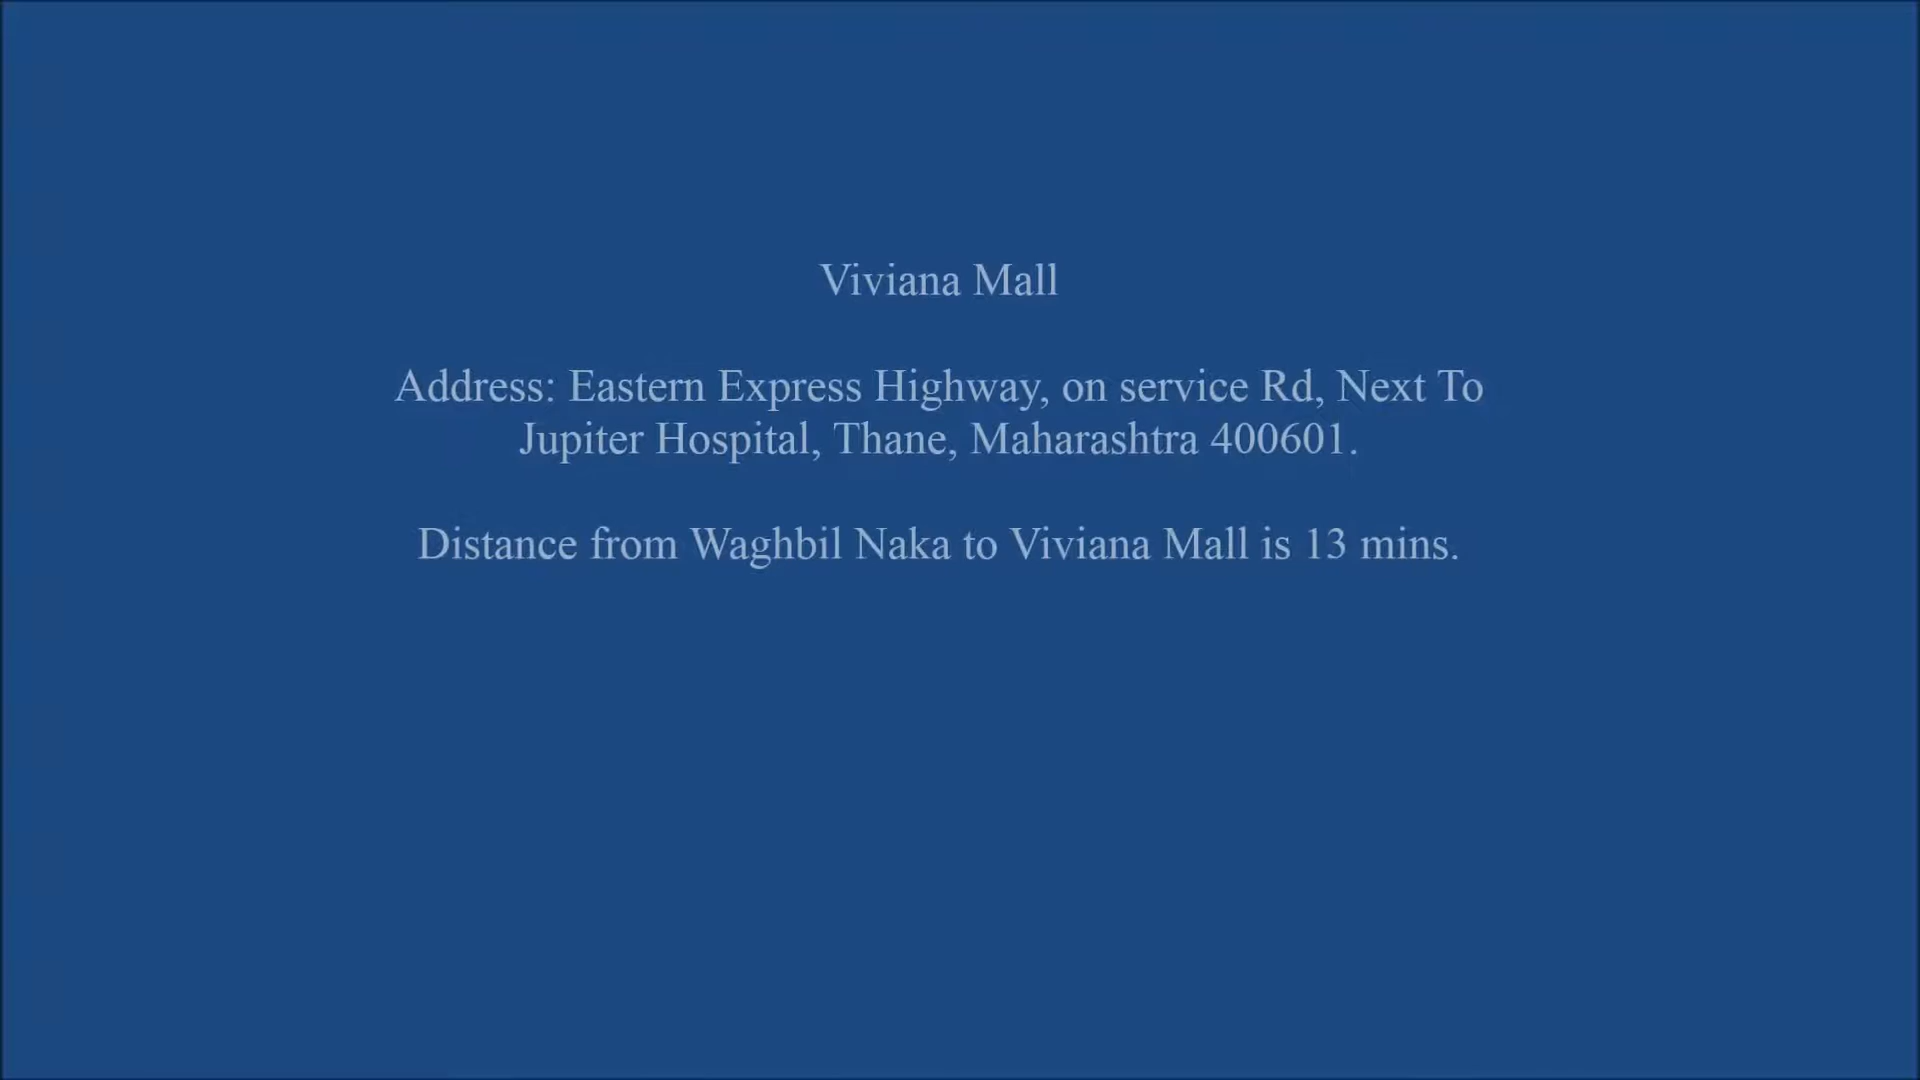 Viviana Mall
Address: Eastern Express Highway, on service Rd, Next To
Jupiter Hospital, Thane, Maharashtra 400601.
Distance from Waghbil Naka to Viviana Mall is 13 mins.